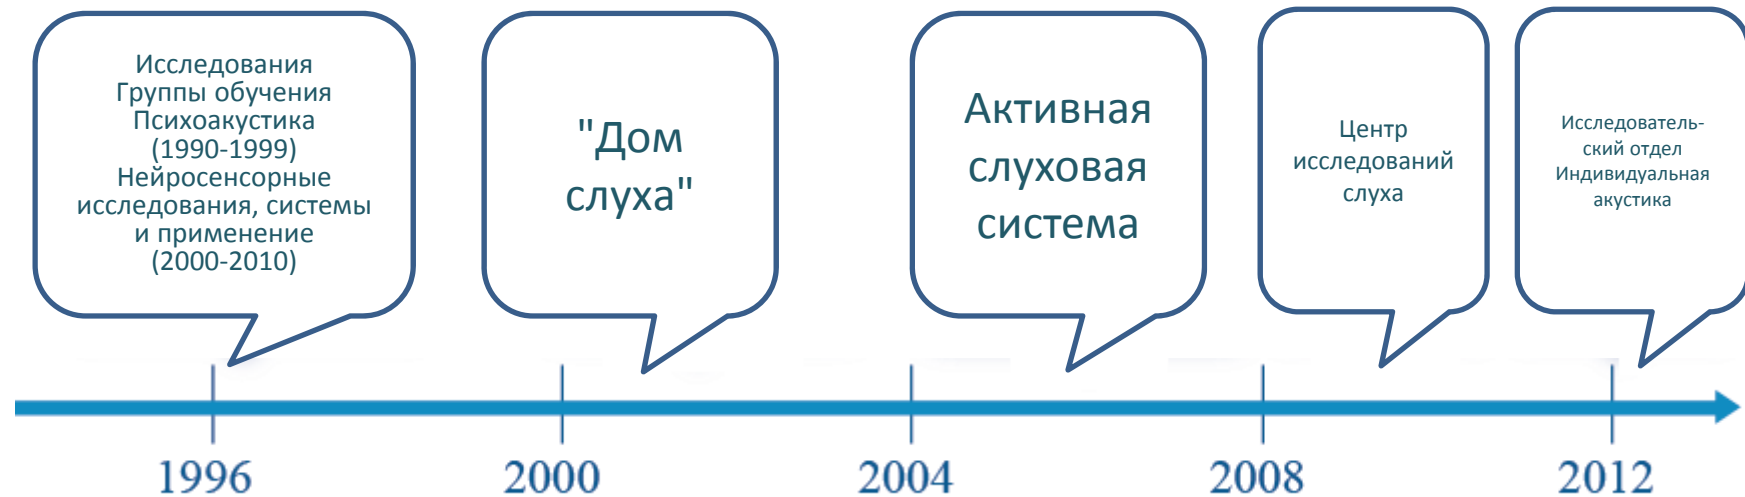 Исследования
Группы обучения
Психоакустика
(1990-1999)
Нейросенсорные
исследования, системы
и применение
(2000-2010)
"Дом
слуха"
Активная
слуховая
система
Центр
исследований
слуха
Исследователь-
ский отдел
Индивидуальная
акустика
1996
2000
2004
2008
2012